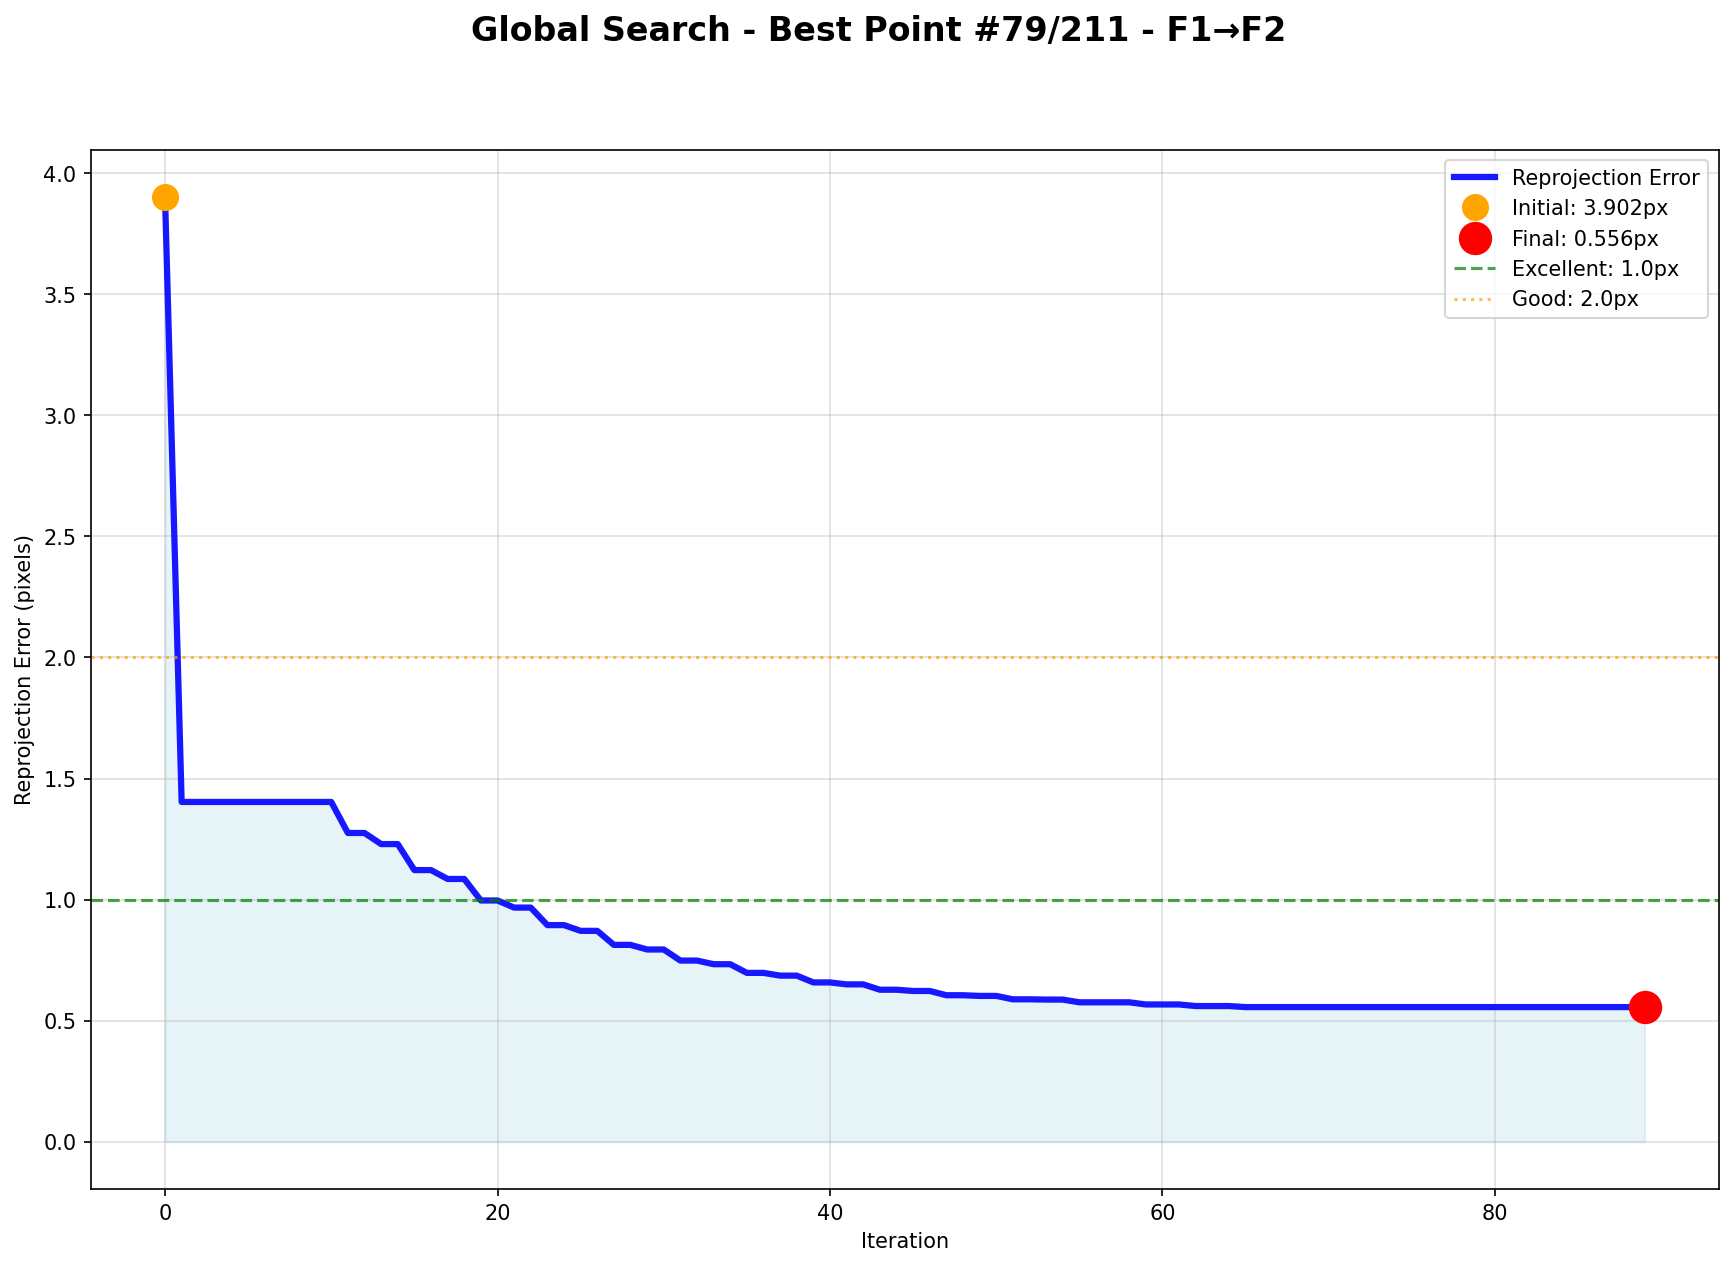 Global Search - Best Point #79/211 - F1→F2
4.0
3.5
3.0
2.5
2.0
1.5
1.0
0.5
0.0
Reprojection Error (pixels)
Reprojection Error
Initial: 3.902px
Final: 0.556px
Excellent: 1.0px
Good: 2.0px
0
20
40
60
80
Iteration